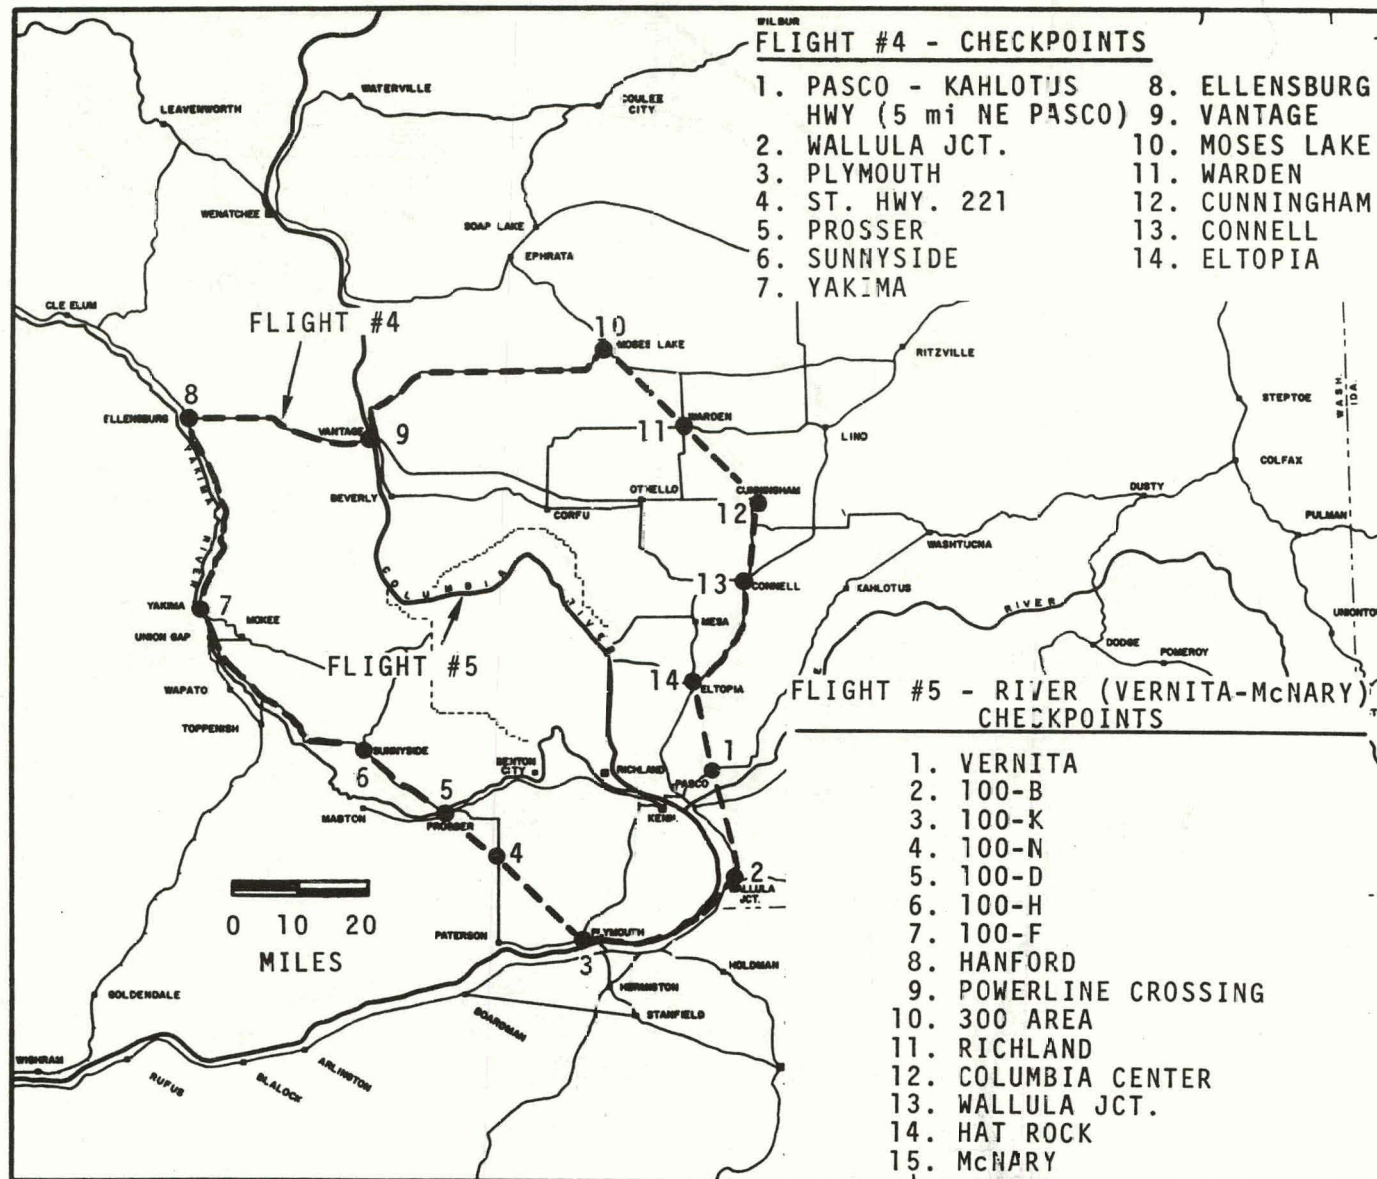 WILBUR
FLIGHT #4 - CHECKPOINTS
1. PASCO - KAHLOTUS
HWY (5 mi NE PASCO)
2. WALLULA JCT.
3. PLYMOUTH
4. ST. HWY. 221
5. PROSSER
6. SUNNYSIDE
7. YAKIMA
8. ELLENSBURG
9. VANTAGE
10. MOSES LAKE
11. WARDEN
12. CUNNINGHAM
13. CONNELL
14. ELTOPIA
WATERVILLE
LEAVENWORTH
COULEE
CITY
WENATCHEE
SOAP LAKE
EPHRATA
CLE ELUM
FLIGHT #4
10
MOSES LAKE
RITZVILLE
8
ELLENSBURG
VANTAGE
9
11
WARDEN
LIND
STEPTOE
WASH.
IDA.
COLFAX
YAKIMA
RIVER
BEVERLY
OTHELLO
CORFU
CUNNINGHAM
12
DUSTY
PULMAN
WASHTUCNA
COLUMBIA
RIVER
13
CONNELL
KAHLOTUS
RIVER
YAKIMA
7
MOKEE
UNION GAP
MESA
UNIONTO
DODGE
POMEROY
FLIGHT #5
WAPATO
14
ELTOPIA
TOPPENISH
FLIGHT #5 - RIVER (VERNITA-McNARY)
CHECKPOINTS
1. VERNITA
2. 100-B
3. 100-K
4. 100-N
5. 100-D
6. 100-H
7. 100-F
8. HANFORD
9. POWERLINE CROSSING
10. 300 AREA
11. RICHLAND
12. COLUMBIA CENTER
13. WALLULA JCT.
14. HAT ROCK
15. McNARY
SUNNYSIDE
6
BENTON
CITY
RICHLAND
1
PASCO
5
MABTON
PROSSER
KENN.
4
2
WALLULA
JCT.
0 10 20
MILES
PATERSON
PLYMOUTH
3
HOLDMAN
HERMISTON
GOLDENDALE
BOARDMAN
STANFIELD
WISHRAM
RUFUS
BLALOCK
ARLINGTON